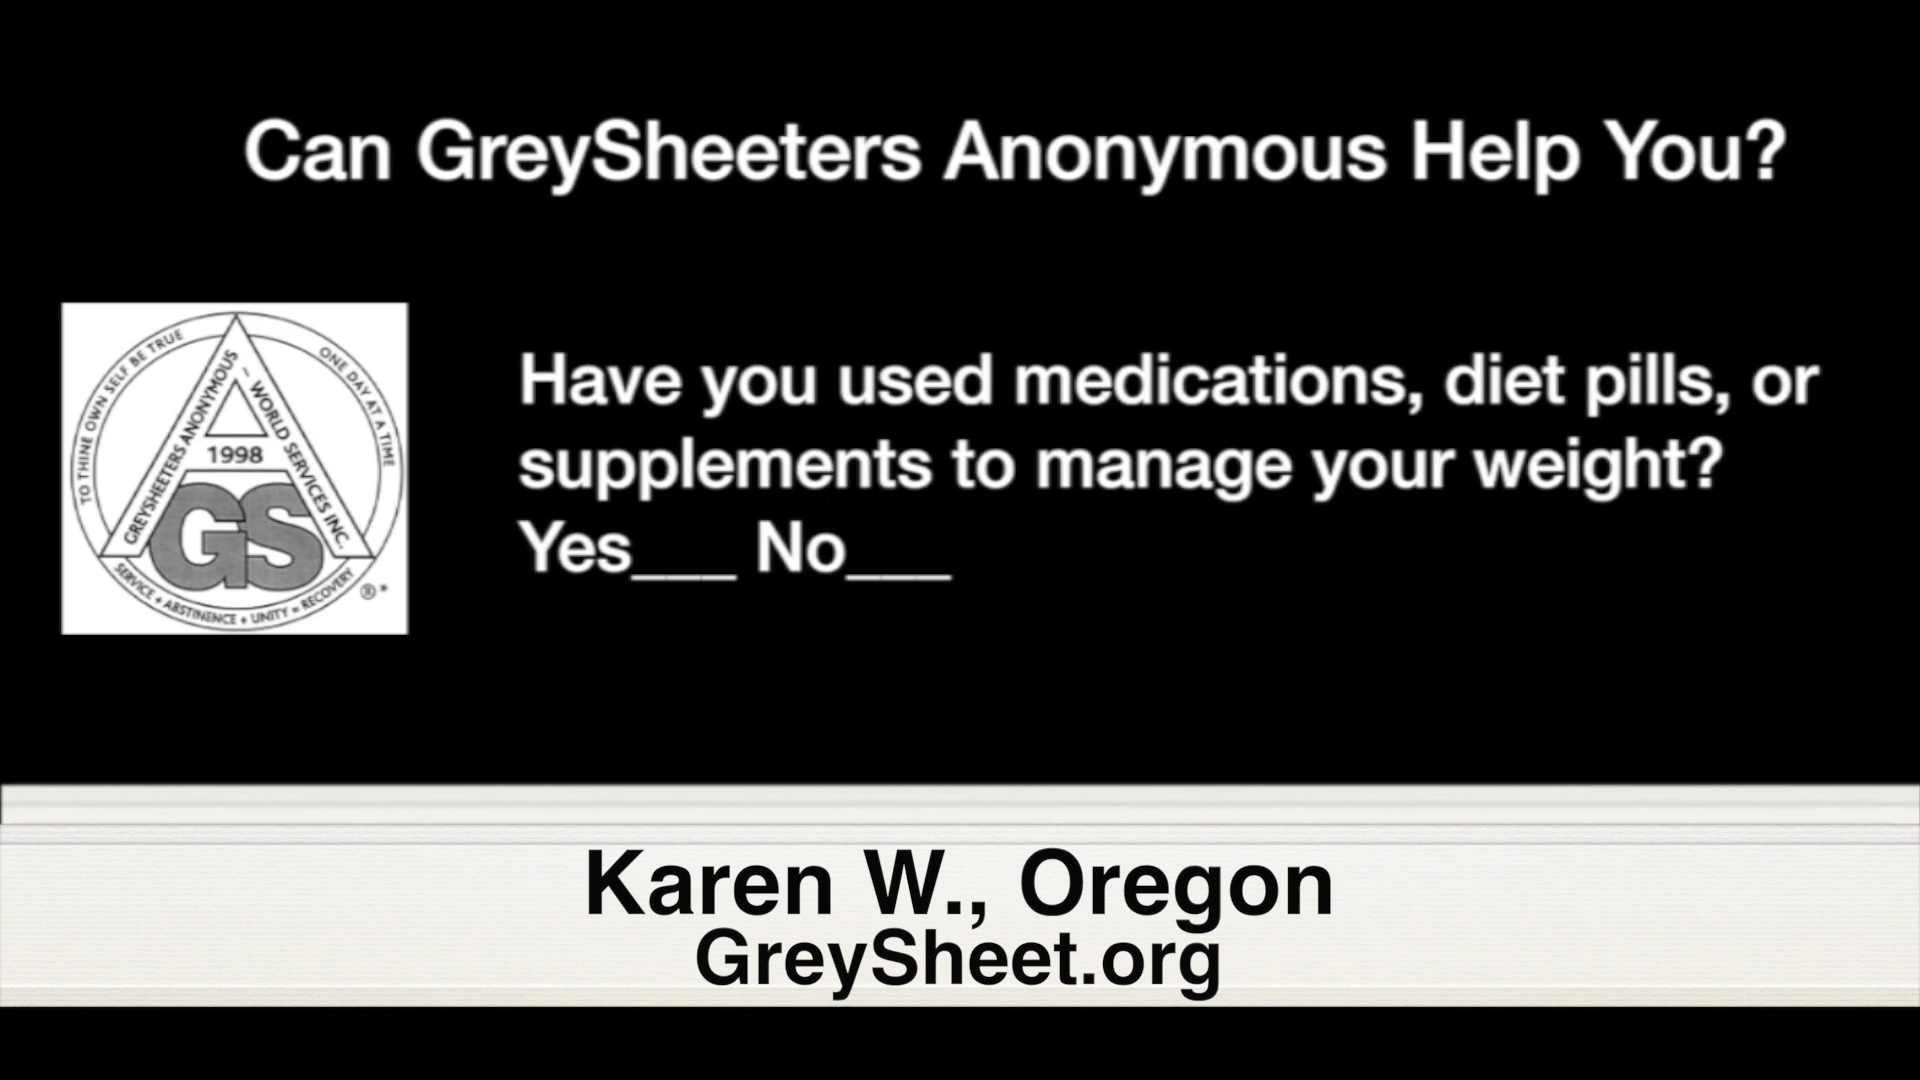 Can GreySheeters Anonymous Help You?
TO THINE OWN SELF BE TRUE
ONE DAY AT A TIME
GREYSHEETERS ANONYMOUS – WORLD SERVICES INC.
1998
GS
SERVICE + ABSTINENCE + UNITY = RECOVERY
®*
Have you used medications, diet pills, or
supplements to manage your weight?
Yes___ No___
Karen W., Oregon
GreySheet.org